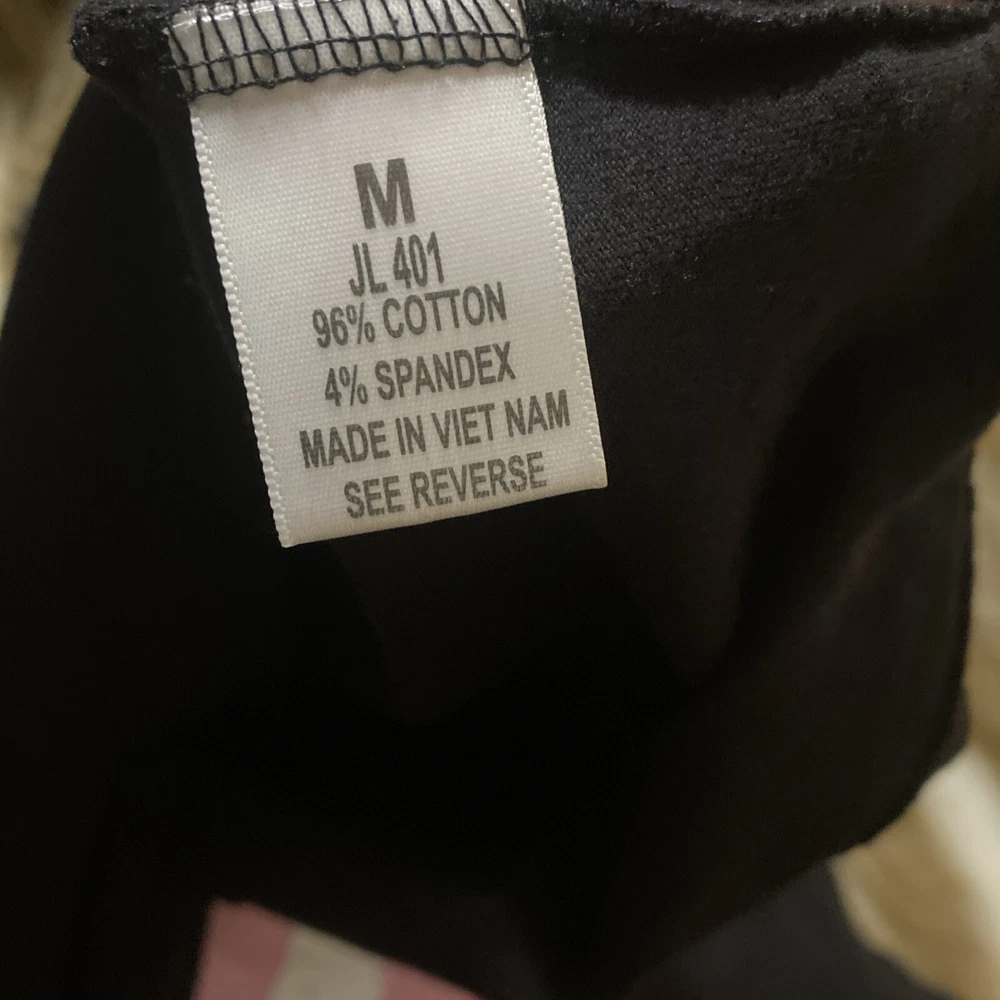 M
JL 401
96% COTTON
4% SPANDEX
MADE IN VIET NAM
SEE REVERSE